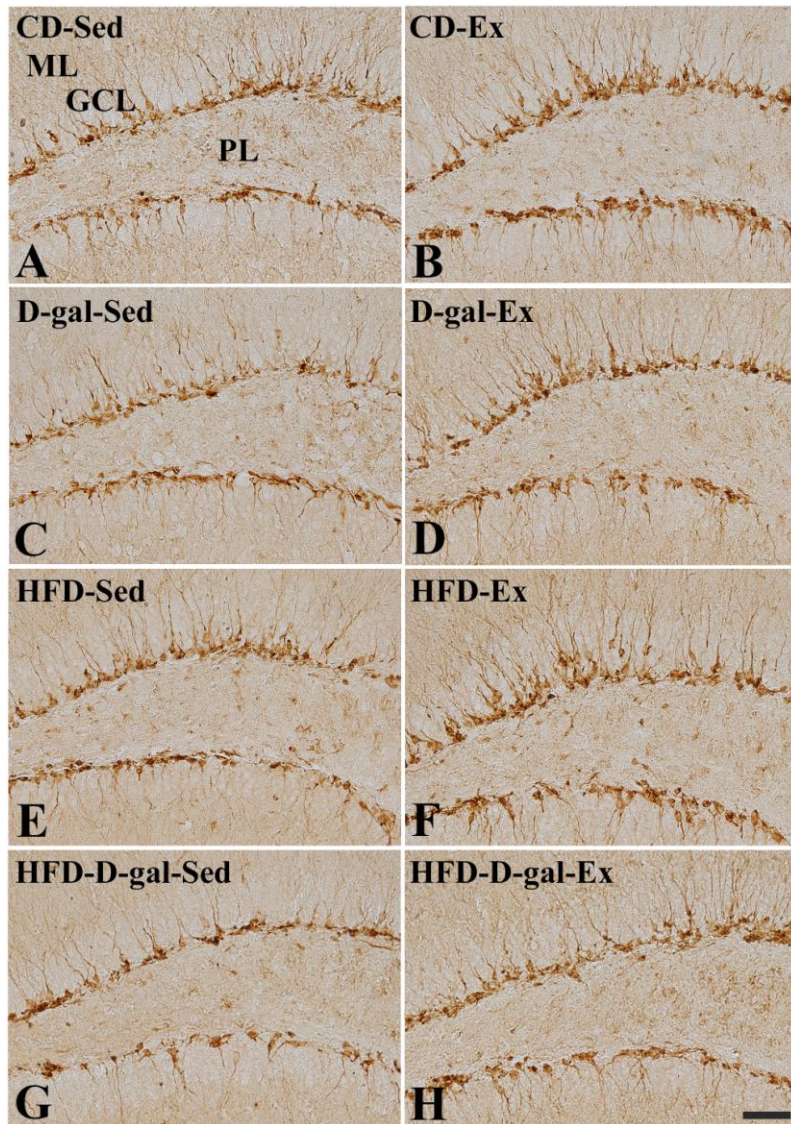 CD-Sed
ML
GCL
PL
A
CD-Ex
B
D-gal-Sed
C
D-gal-Ex
D
HFD-Sed
E
HFD-Ex
F
HFD-D-gal-Sed
G
HFD-D-gal-Ex
H